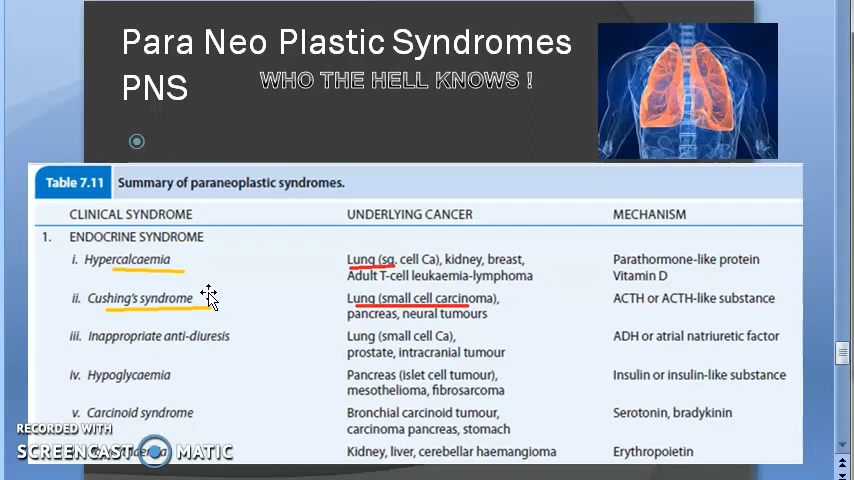 Para Neo Plastic Syndromes
PNS
WHO THE HELL KNOWS !
Table 7.11 Summary of paraneoplastic syndromes.
CLINICAL SYNDROME UNDERLYING CANCER MECHANISM
1. ENDOCRINE SYNDROME
i. Hypercalcaemia Lung (sq. cell Ca), kidney, breast, Parathormone-like protein
Adult T-cell leukaemia-lymphoma Vitamin D
ii. Cushing's syndrome Lung (small cell carcinoma), ACTH or ACTH-like substance
pancreas, neural tumours
iii. Inappropriate anti-diuresis Lung (small cell Ca), ADH or atrial natriuretic factor
prostate, intracranial tumour
iv. Hypoglycaemia Pancreas (islet cell tumour), Insulin or insulin-like substance
mesothelioma, fibrosarcoma
v. Carcinoid syndrome Bronchial carcinoid tumour, Serotonin, bradykinin
carcinoma pancreas, stomach
Kidney, liver, cerebellar haemangioma Erythropoietin
RECORDED WITH
SCREENCAST MATIC